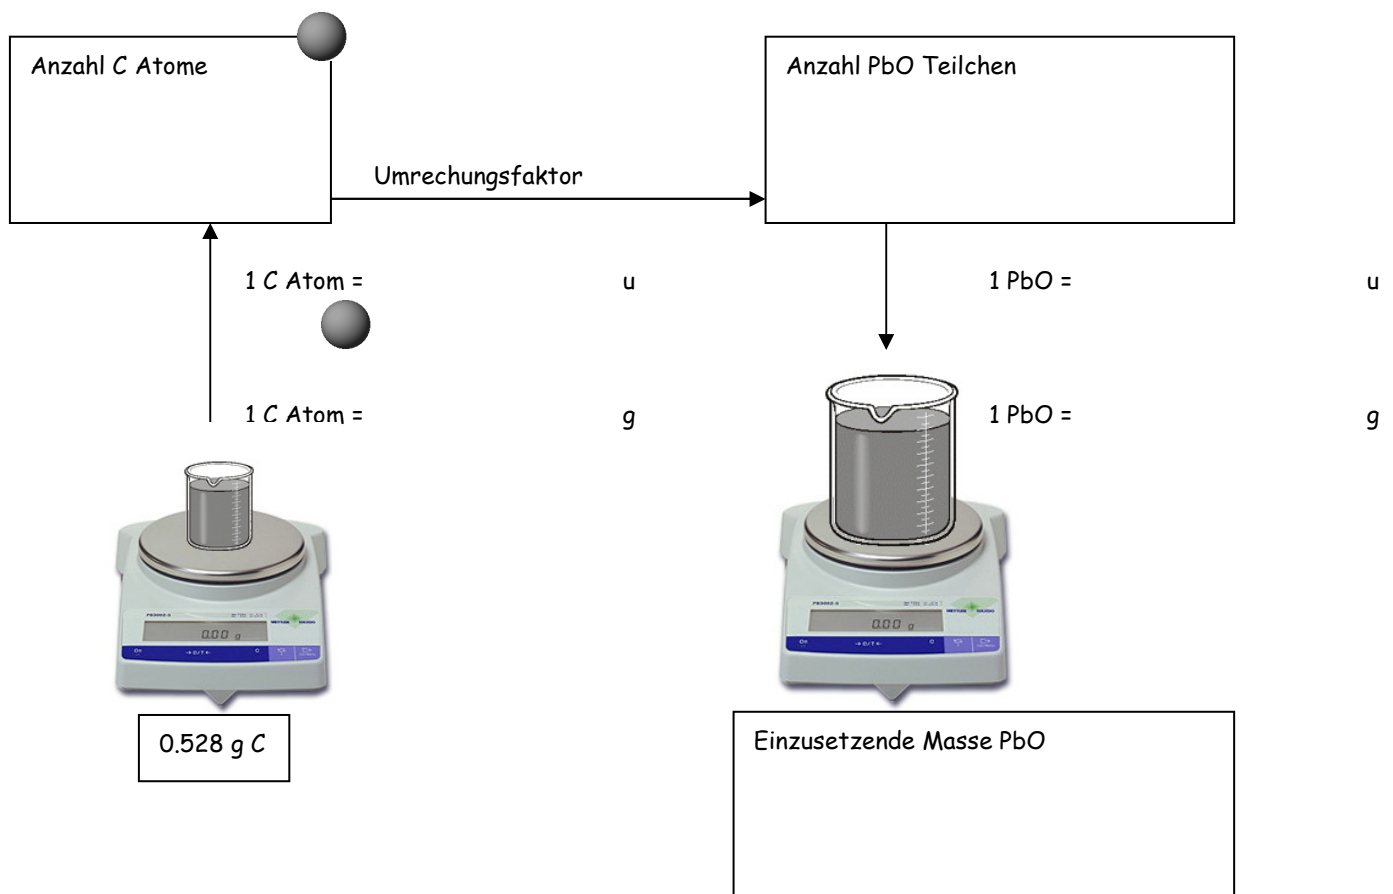 Anzahl C Atome
Anzahl PbO Teilchen
Umrechungsfaktor
1 C Atom = u
1 PbO = u
1 C Atom = g
1 PbO = g
0.00 g
0.00 g
0.528 g C
Einzusetzende Masse PbO